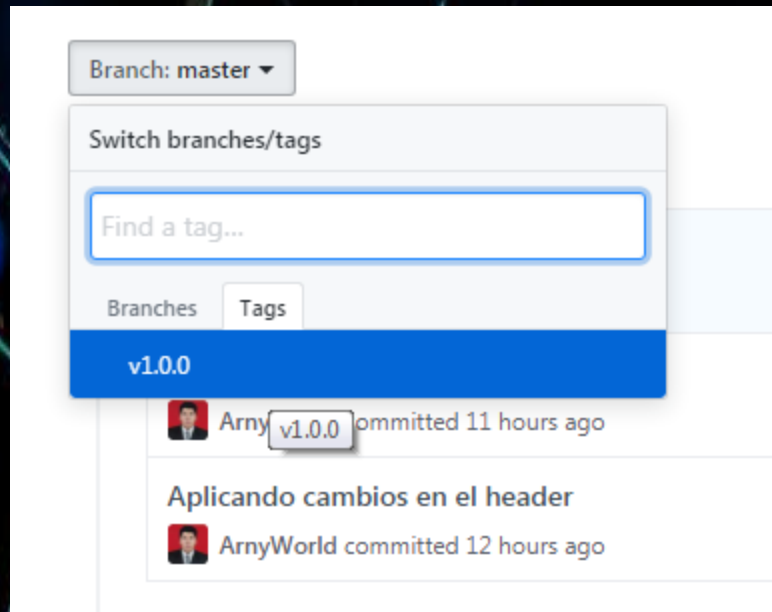 Branch: master
Switch branches/tags
Find a tag...
Branches Tags
v1.0.0
Arny ommitted 11 hours ago
v1.0.0
Aplicando cambios en el header
ArnyWorld committed 12 hours ago